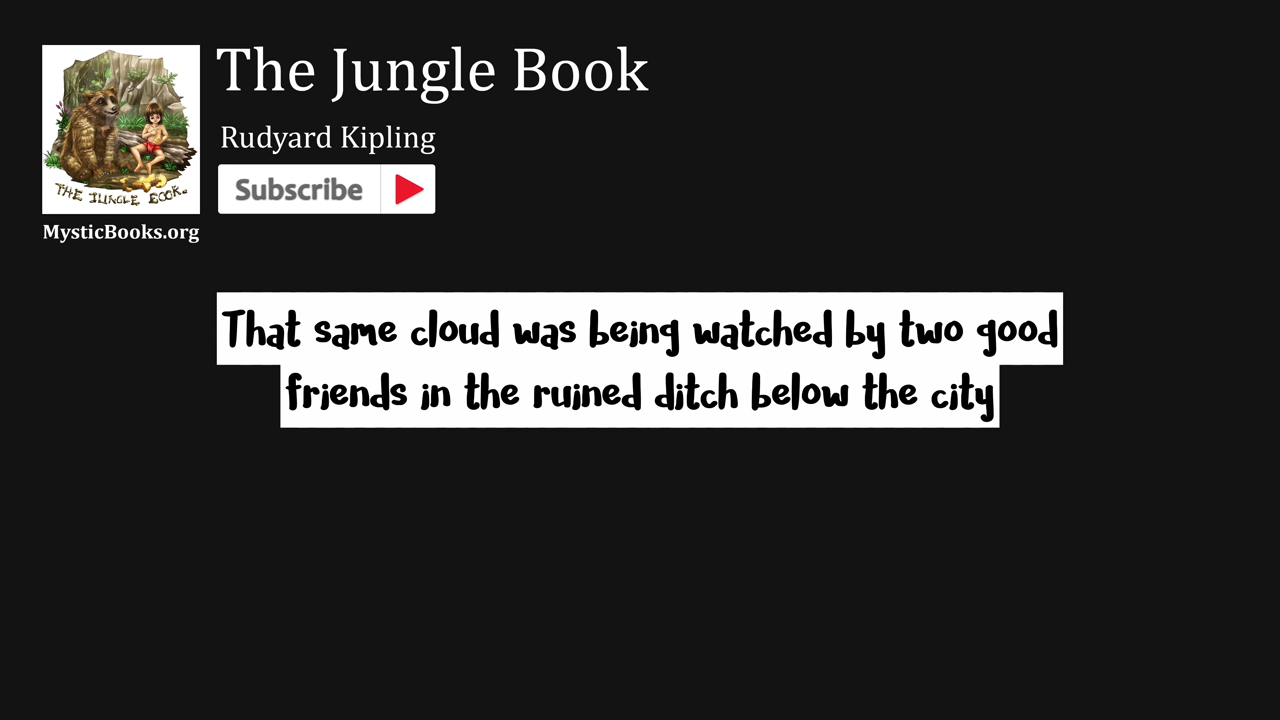 The Jungle Book
Rudyard Kipling
Subscribe
THE JUNGLE BOOK.
MysticBooks.org
That same cloud was being watched by two good
friends in the ruined ditch below the city